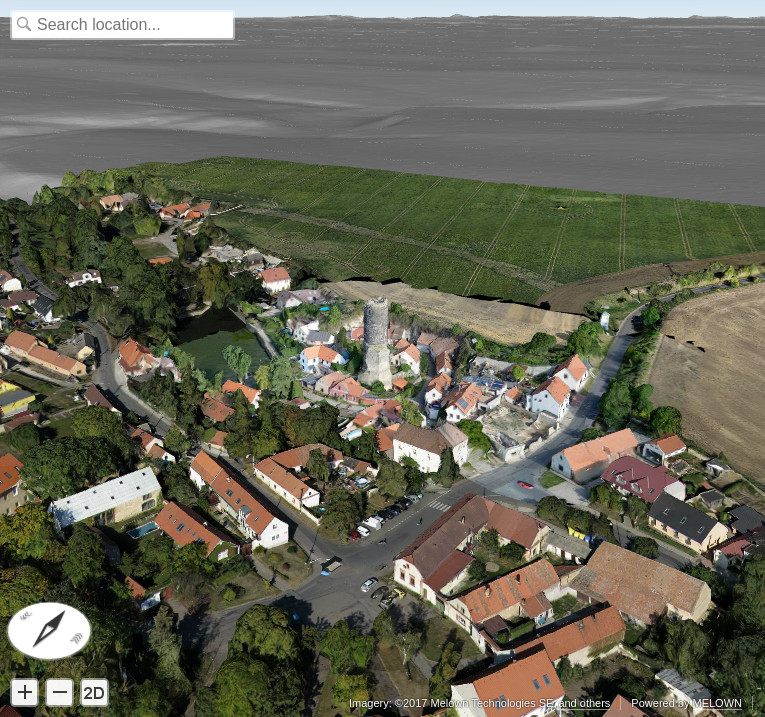 Search location...
2D
Imagery: ©2017 Melown Technologies SE, and others
Powered by MELOWN